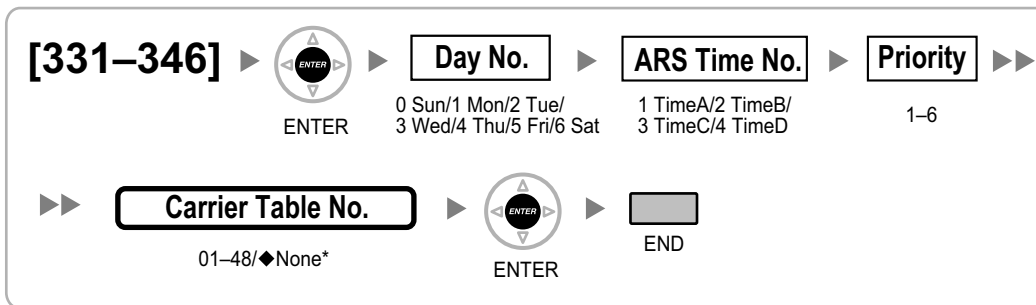 [331–346]
ENTER
ENTER
Day No.
0 Sun/1 Mon/2 Tue/
3 Wed/4 Thu/5 Fri/6 Sat
ARS Time No.
1 TimeA/2 TimeB/
3 TimeC/4 TimeD
Priority
1–6
Carrier Table No.
01–48/◆None*
ENTER
ENTER
END